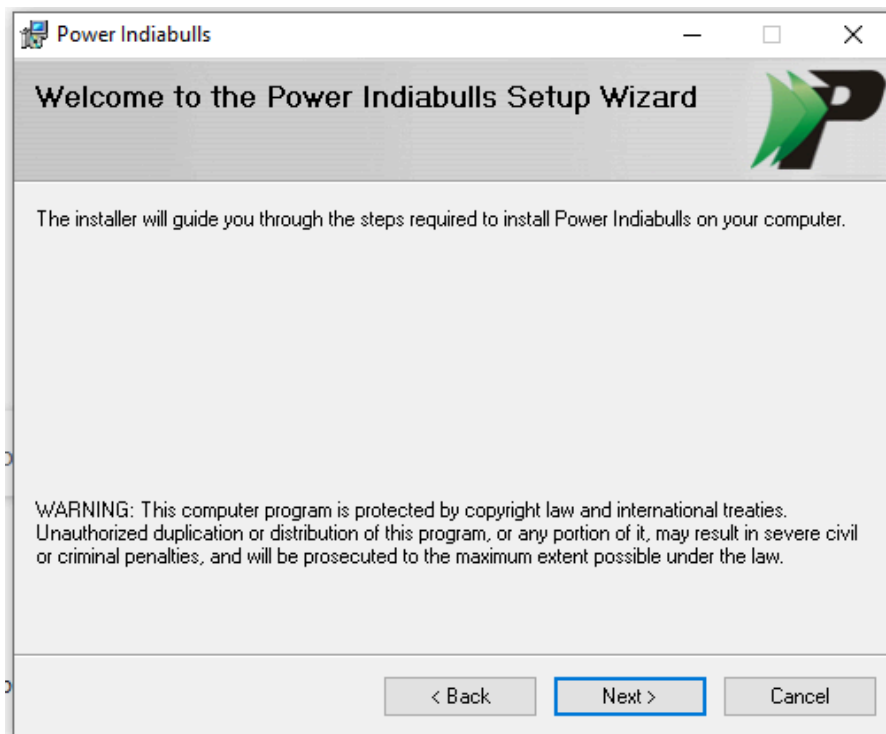 Power Indiabulls
Welcome to the Power Indiabulls Setup Wizard
The installer will guide you through the steps required to install Power Indiabulls on your computer.
WARNING: This computer program is protected by copyright law and international treaties.
Unauthorized duplication or distribution of this program, or any portion of it, may result in severe civil
or criminal penalties, and will be prosecuted to the maximum extent possible under the law.
< Back
Next >
Cancel